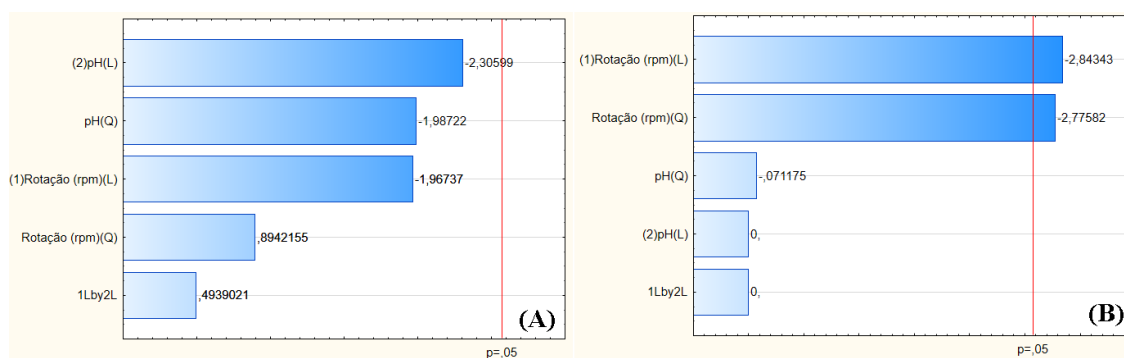 (2)pH(L)
-2,30599
pH(Q)
-1,98722
(1)Rotação (rpm)(L)
-1,96737
Rotação (rpm)(Q)
,8942155
1Lby2L
,4939021
(A)
p=,05
(1)Rotação (rpm)(L)
-2,84343
Rotação (rpm)(Q)
-2,77582
pH(Q)
-,071175
(2)pH(L)
0,
1Lby2L
0,
(B)
p=,05